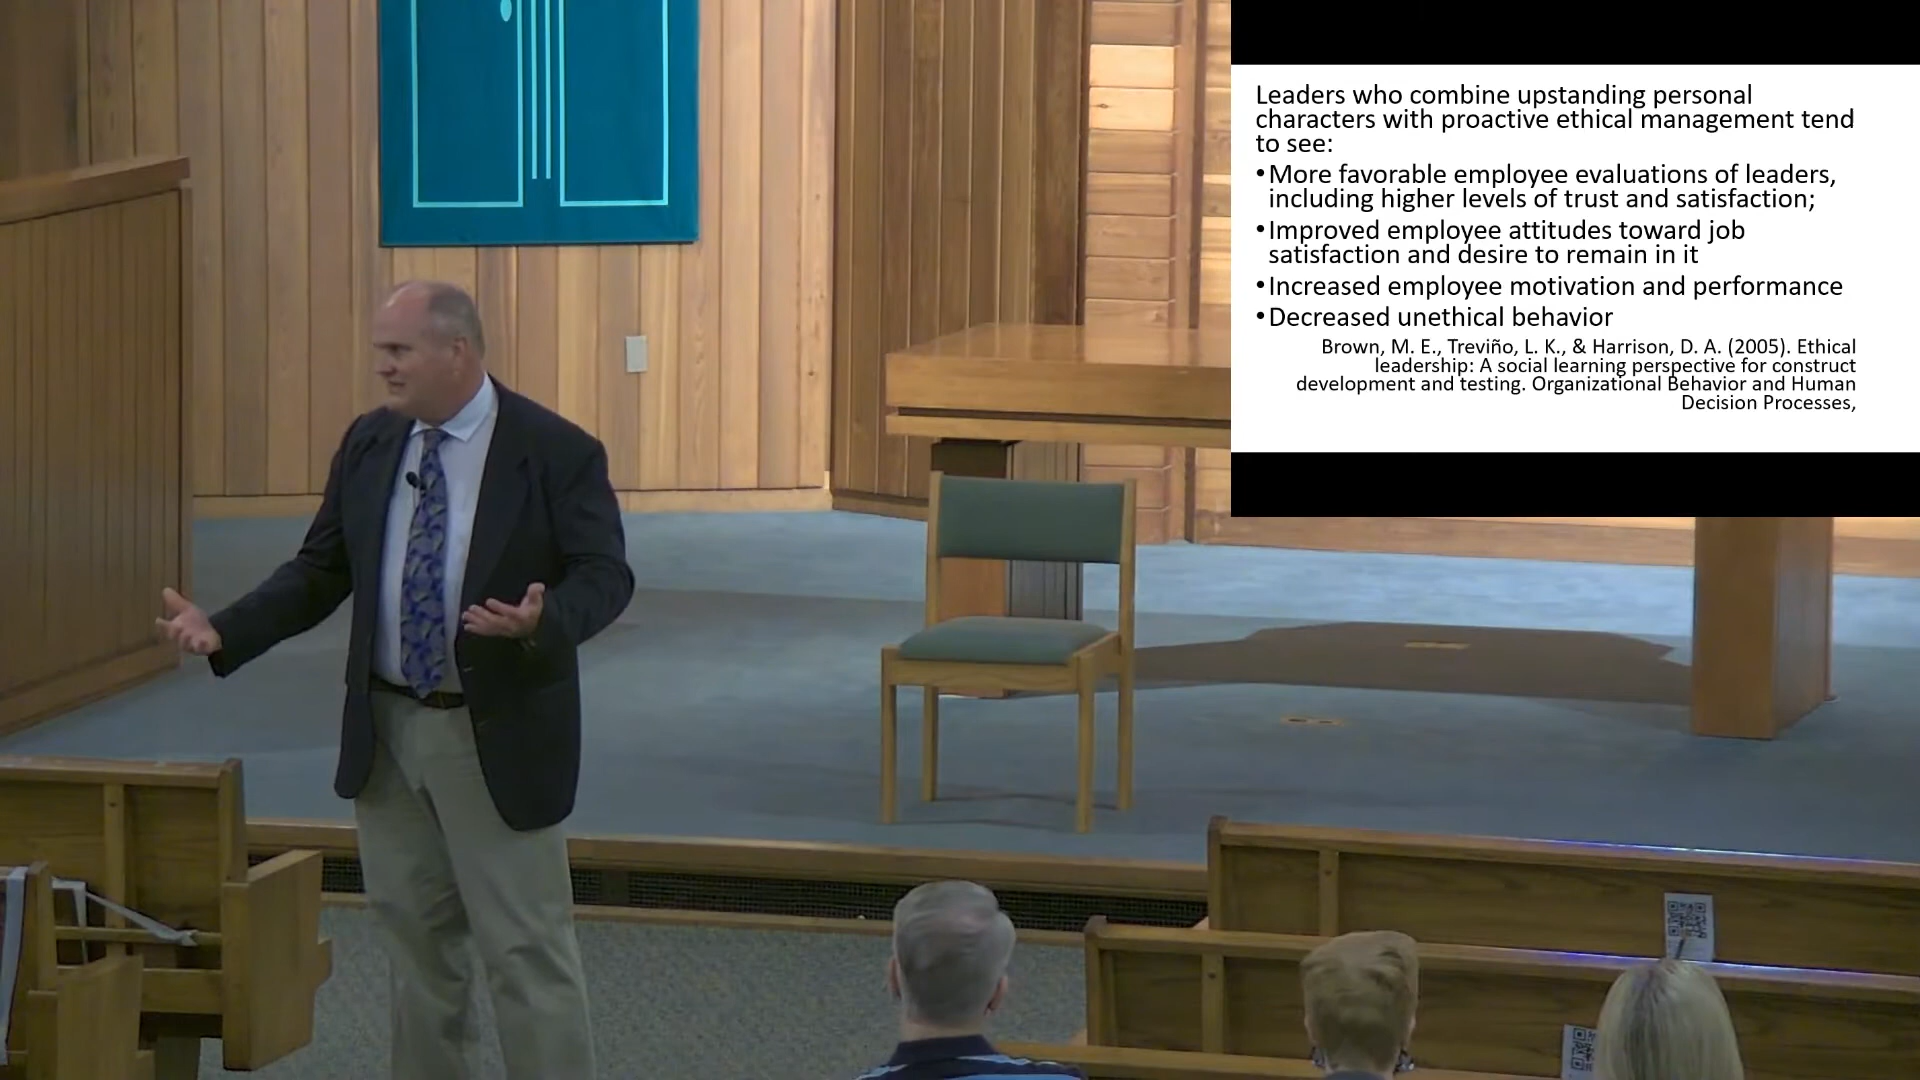 Leaders who combine upstanding personal
characters with proactive ethical management tend
to see:
•More favorable employee evaluations of leaders,
including higher levels of trust and satisfaction;
•Improved employee attitudes toward job
satisfaction and desire to remain in it
•Increased employee motivation and performance
•Decreased unethical behavior
Brown, M. E., Treviño, L. K., & Harrison, D. A. (2005). Ethical
leadership: A social learning perspective for construct
development and testing. Organizational Behavior and Human
Decision Processes,